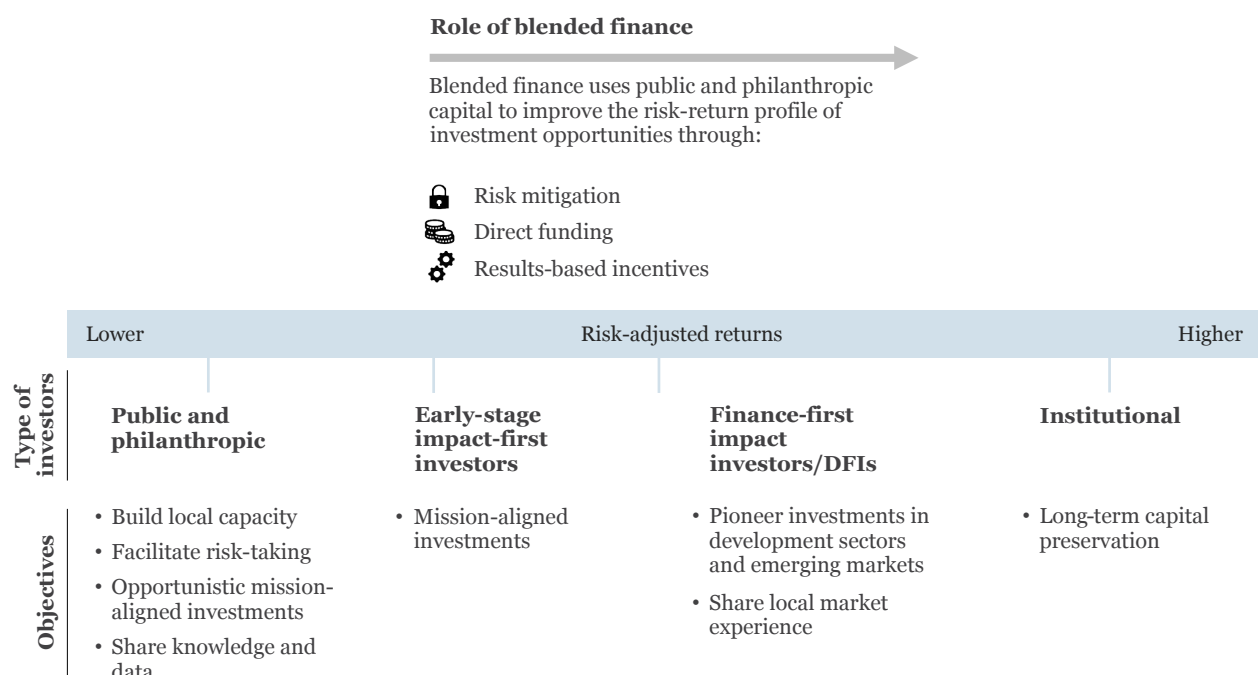 Role of blended finance
Blended finance uses public and philanthropic
capital to improve the risk-return profile of
investment opportunities through:
Risk mitigation
Direct funding
Results-based incentives
Lower Risk-adjusted returns Higher
Type of
investors
Public and
philanthropic
Early-stage
impact-first
investors
Finance-first
impact
investors/DFIs
Institutional
Objectives
• Build local capacity
• Facilitate risk-taking
• Opportunistic mission-
aligned investments
• Share knowledge and
data
• Mission-aligned
investments
• Pioneer investments in
development sectors
and emerging markets
• Share local market
experience
• Long-term capital
preservation